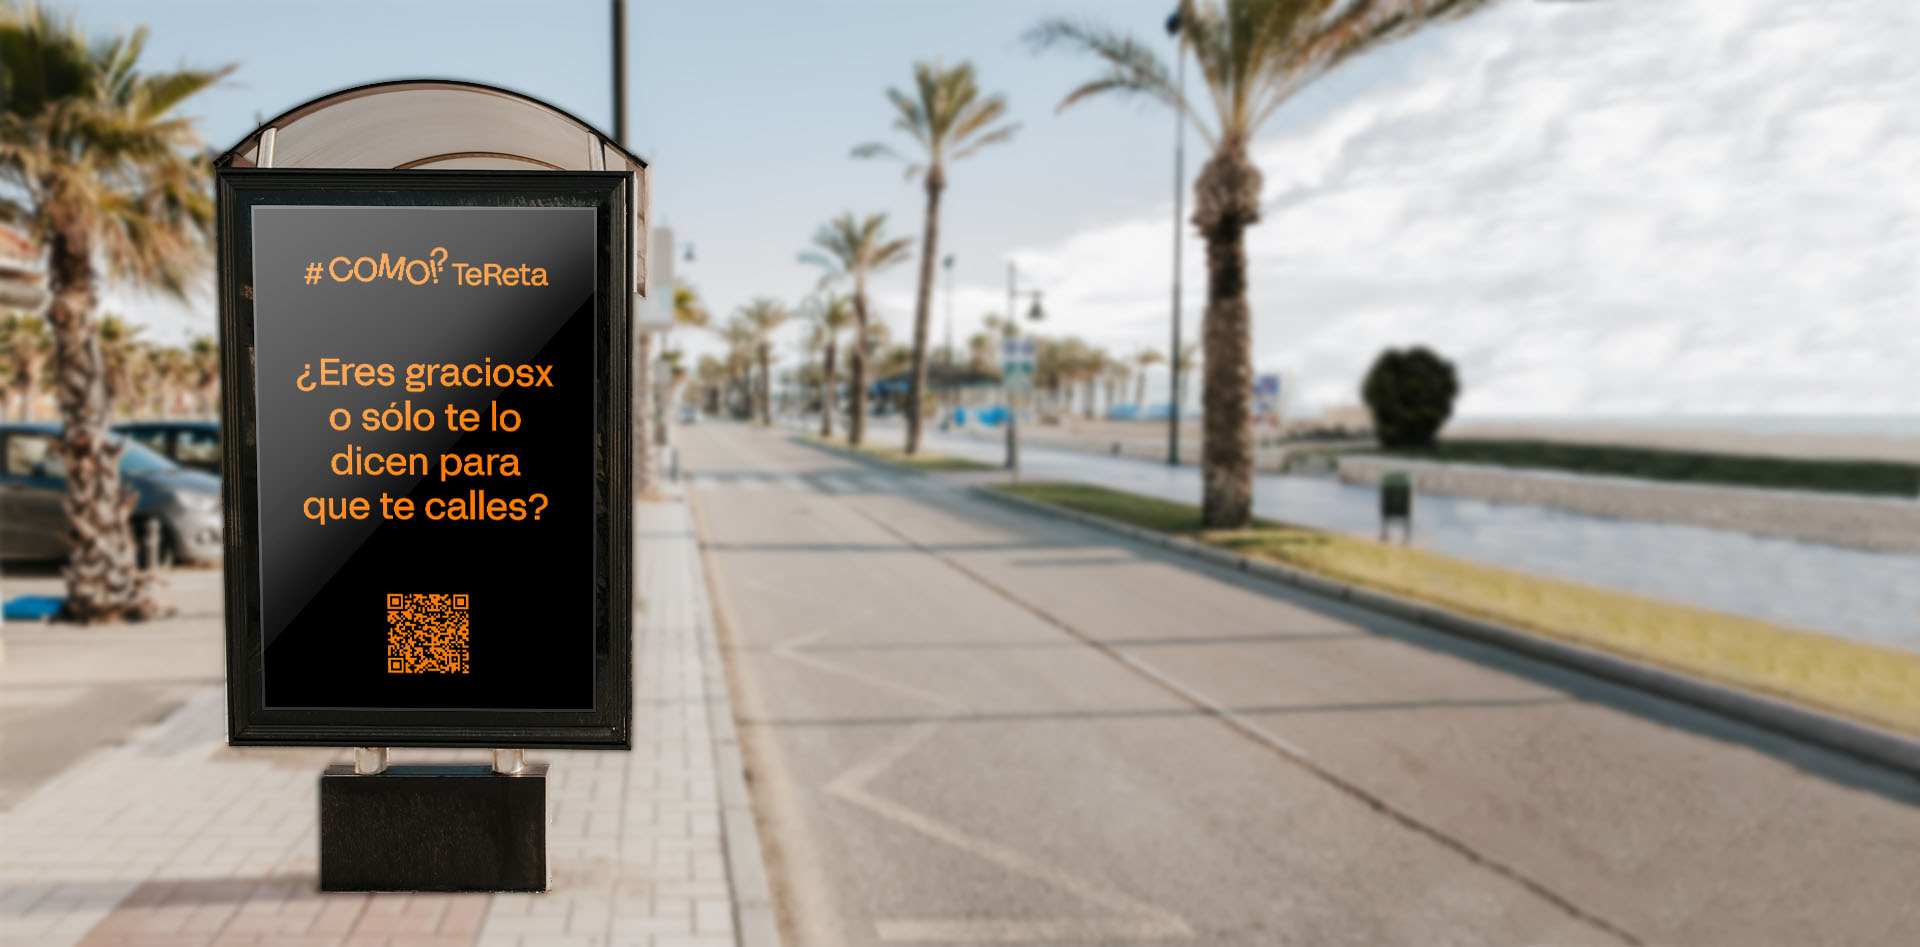 #COMO¿?TeReta
¿Eres graciosx
o sólo te lo
dicen para
que te calles?